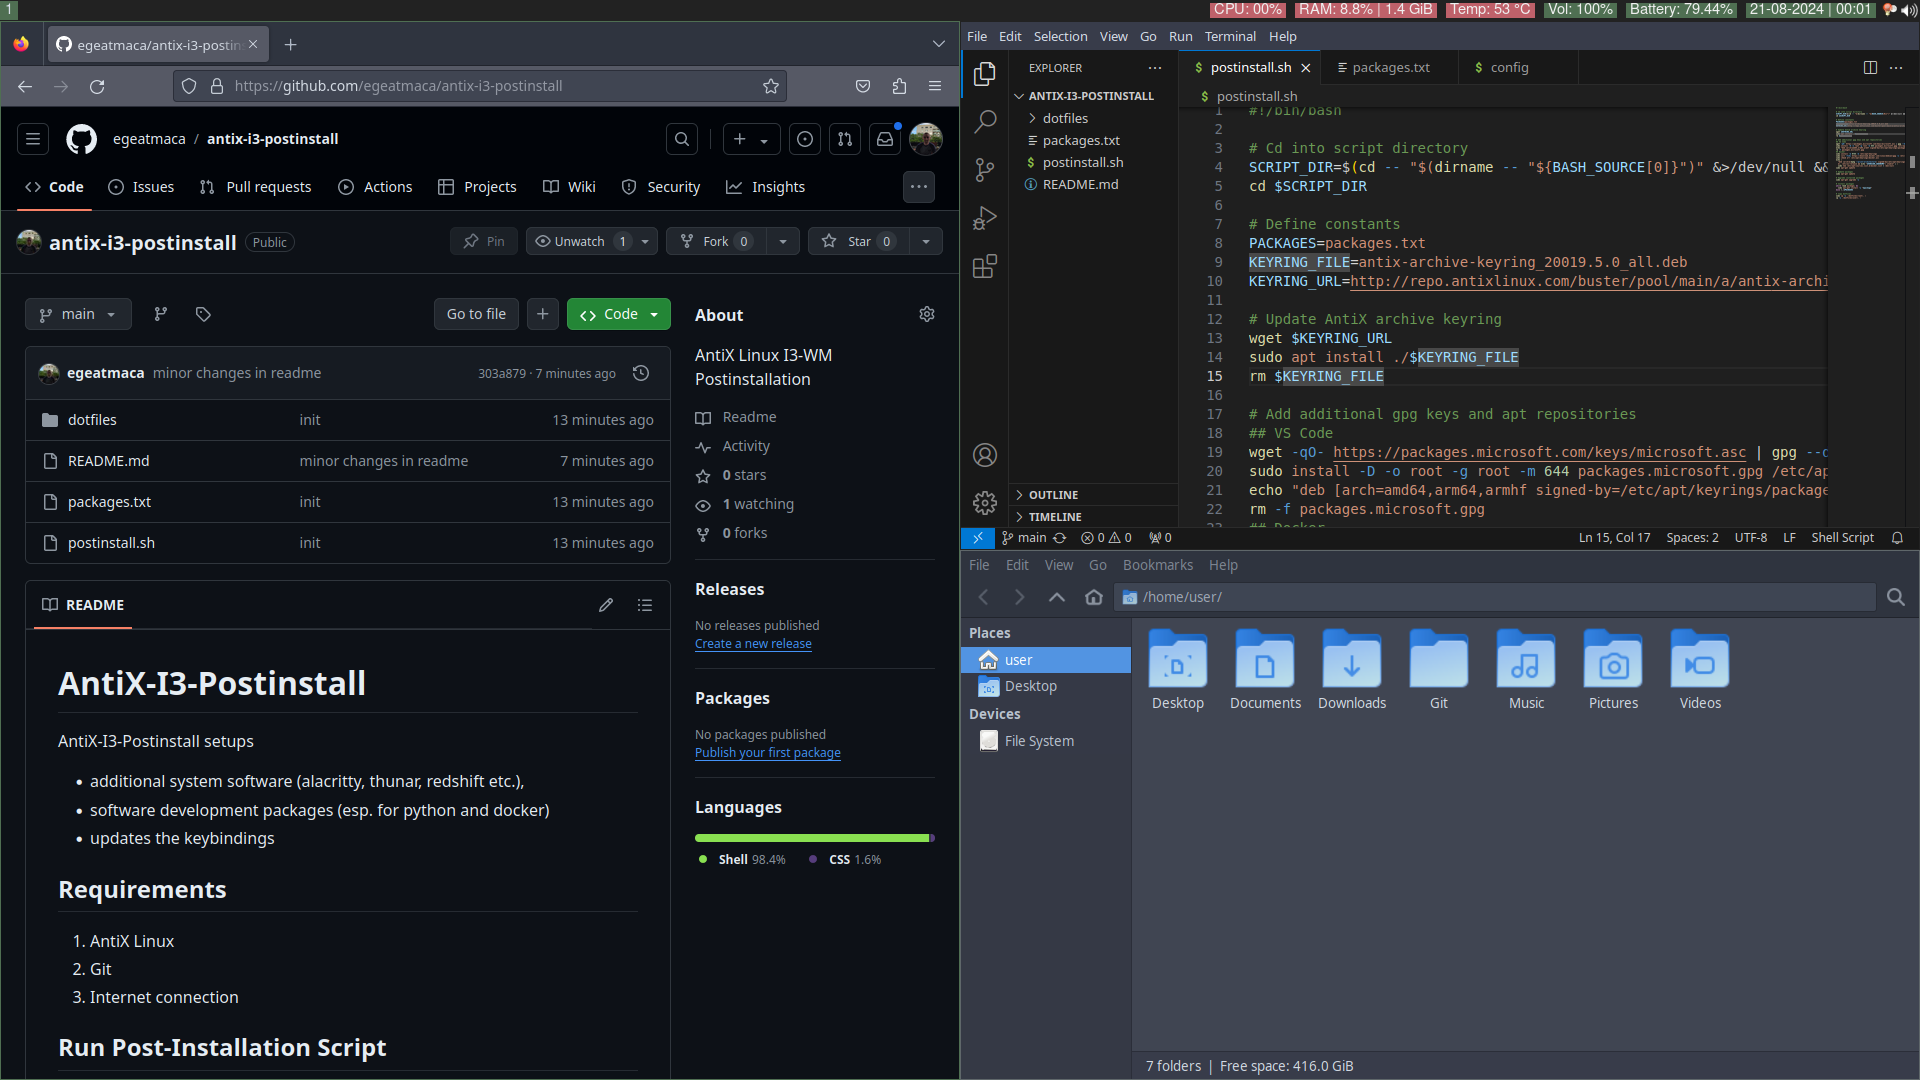 1
CPU: 00% RAM: 8.8% | 1.4 GiB Temp: 53 °C Vol: 100% Battery: 79.44% 21-08-2024 | 00:01
egeatmaca/antix-i3-postin
https://github.com/egeatmaca/antix-i3-postinstall
egeatmaca / antix-i3-postinstall
Code Issues Pull requests Actions Projects Wiki Security Insights
antix-i3-postinstall Public
Pin Unwatch 1 Fork 0 Star 0
main Go to file Code
egeatmaca minor changes in readme 303a879 · 7 minutes ago
dotfiles init 13 minutes ago
README.md minor changes in readme 7 minutes ago
packages.txt init 13 minutes ago
postinstall.sh init 13 minutes ago
README
AntiX-I3-Postinstall
AntiX-I3-Postinstall setups
• additional system software (alacritty, thunar, redshift etc.),
• software development packages (esp. for python and docker)
• updates the keybindings
Requirements
1. AntiX Linux
2. Git
3. Internet connection
Run Post-Installation Script
About
AntiX Linux I3-WM
Postinstallation
Readme
Activity
0 stars
1 watching
0 forks
Releases
No releases published
Create a new release
Packages
No packages published
Publish your first package
Languages
Shell 98.4% CSS 1.6%
File Edit Selection View Go Run Terminal Help
EXPLORER
ANTIX-I3-POSTINSTALL
dotfiles
packages.txt
postinstall.sh
README.md
OUTLINE
TIMELINE
postinstall.sh packages.txt config
postinstall.sh
1 #!/bin/bash
2
3 # Cd into script directory
4 SCRIPT_DIR=$(cd -- "$(dirname -- "${BASH_SOURCE[0]}")" &>/dev/null &&
5 cd $SCRIPT_DIR
6
7 # Define constants
8 PACKAGES=packages.txt
9 KEYRING_FILE=antix-archive-keyring_20019.5.0_all.deb
10 KEYRING_URL=http://repo.antixlinux.com/buster/pool/main/a/antix-archi
11
12 # Update AntiX archive keyring
13 wget $KEYRING_URL
14 sudo apt install ./$KEYRING_FILE
15 rm $KEYRING_FILE
16
17 # Add additional gpg keys and apt repositories
18 ## VS Code
19 wget -qO- https://packages.microsoft.com/keys/microsoft.asc | gpg --d
20 sudo install -D -o root -g root -m 644 packages.microsoft.gpg /etc/ap
21 echo "deb [arch=amd64,arm64,armhf signed-by=/etc/apt/keyrings/package
22 rm -f packages.microsoft.gpg
23 ## Docker
main 0 0 0 Ln 15, Col 17 Spaces: 2 UTF-8 LF Shell Script
File Edit View Go Bookmarks Help
/home/user/
Places
user
Desktop
Devices
File System
Desktop Documents Downloads Git Music Pictures Videos
7 folders | Free space: 416.0 GiB